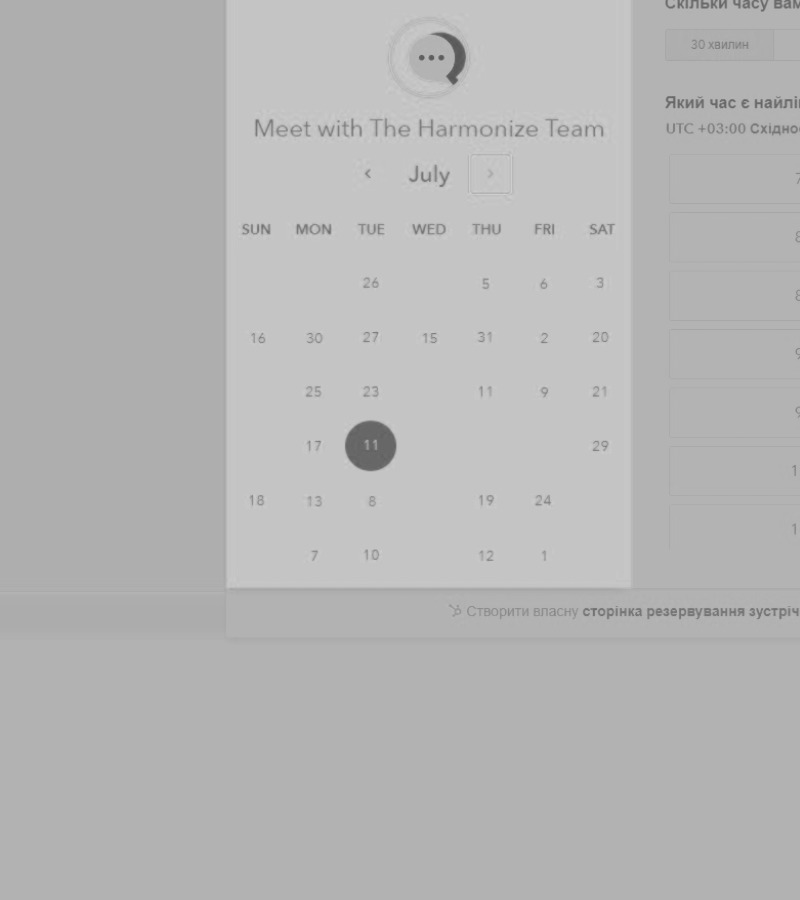 Meet with The Harmonize Team
July
SUN MON TUE WED THU FRI SAT
26 5 6 3
16 30 27 15 31 2 20
25 23 11 9 21
17 11 29
18 13 8 19 24
7 10 12 1
Скільки часу вам
30 хвилин
Який час є
UTC +03:00
7
8
8
9
9
1
1
Створити власну сторінка резервування